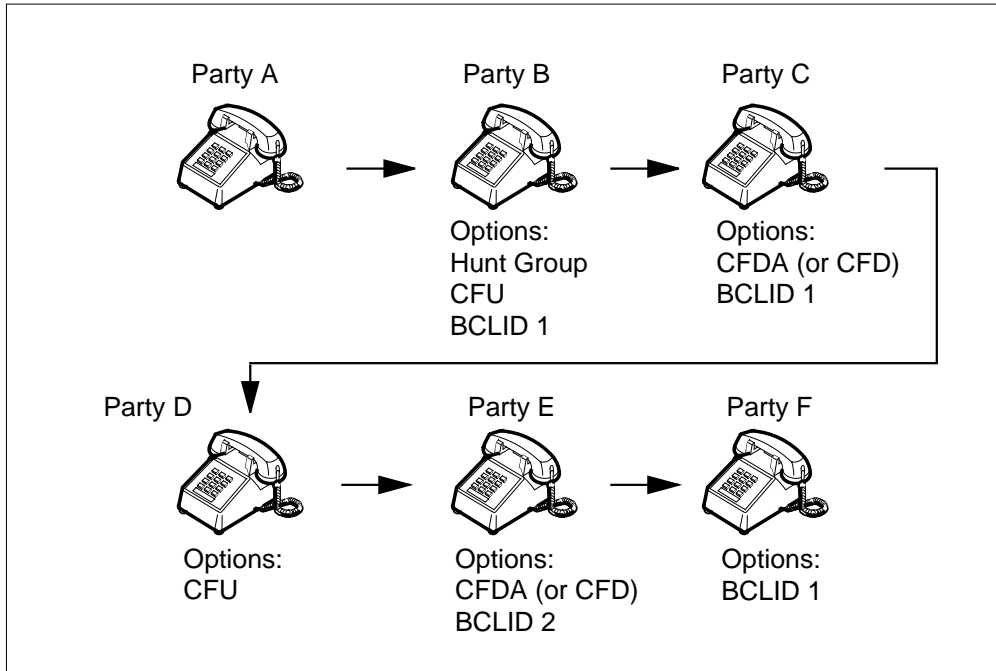 Party A
Party B
Party C
Options:
Hunt Group
CFU
BCLID 1
Options:
CFDA (or CFD)
BCLID 1
Party D
Party E
Party F
Options:
CFU
Options:
CFDA (or CFD)
BCLID 2
Options:
BCLID 1